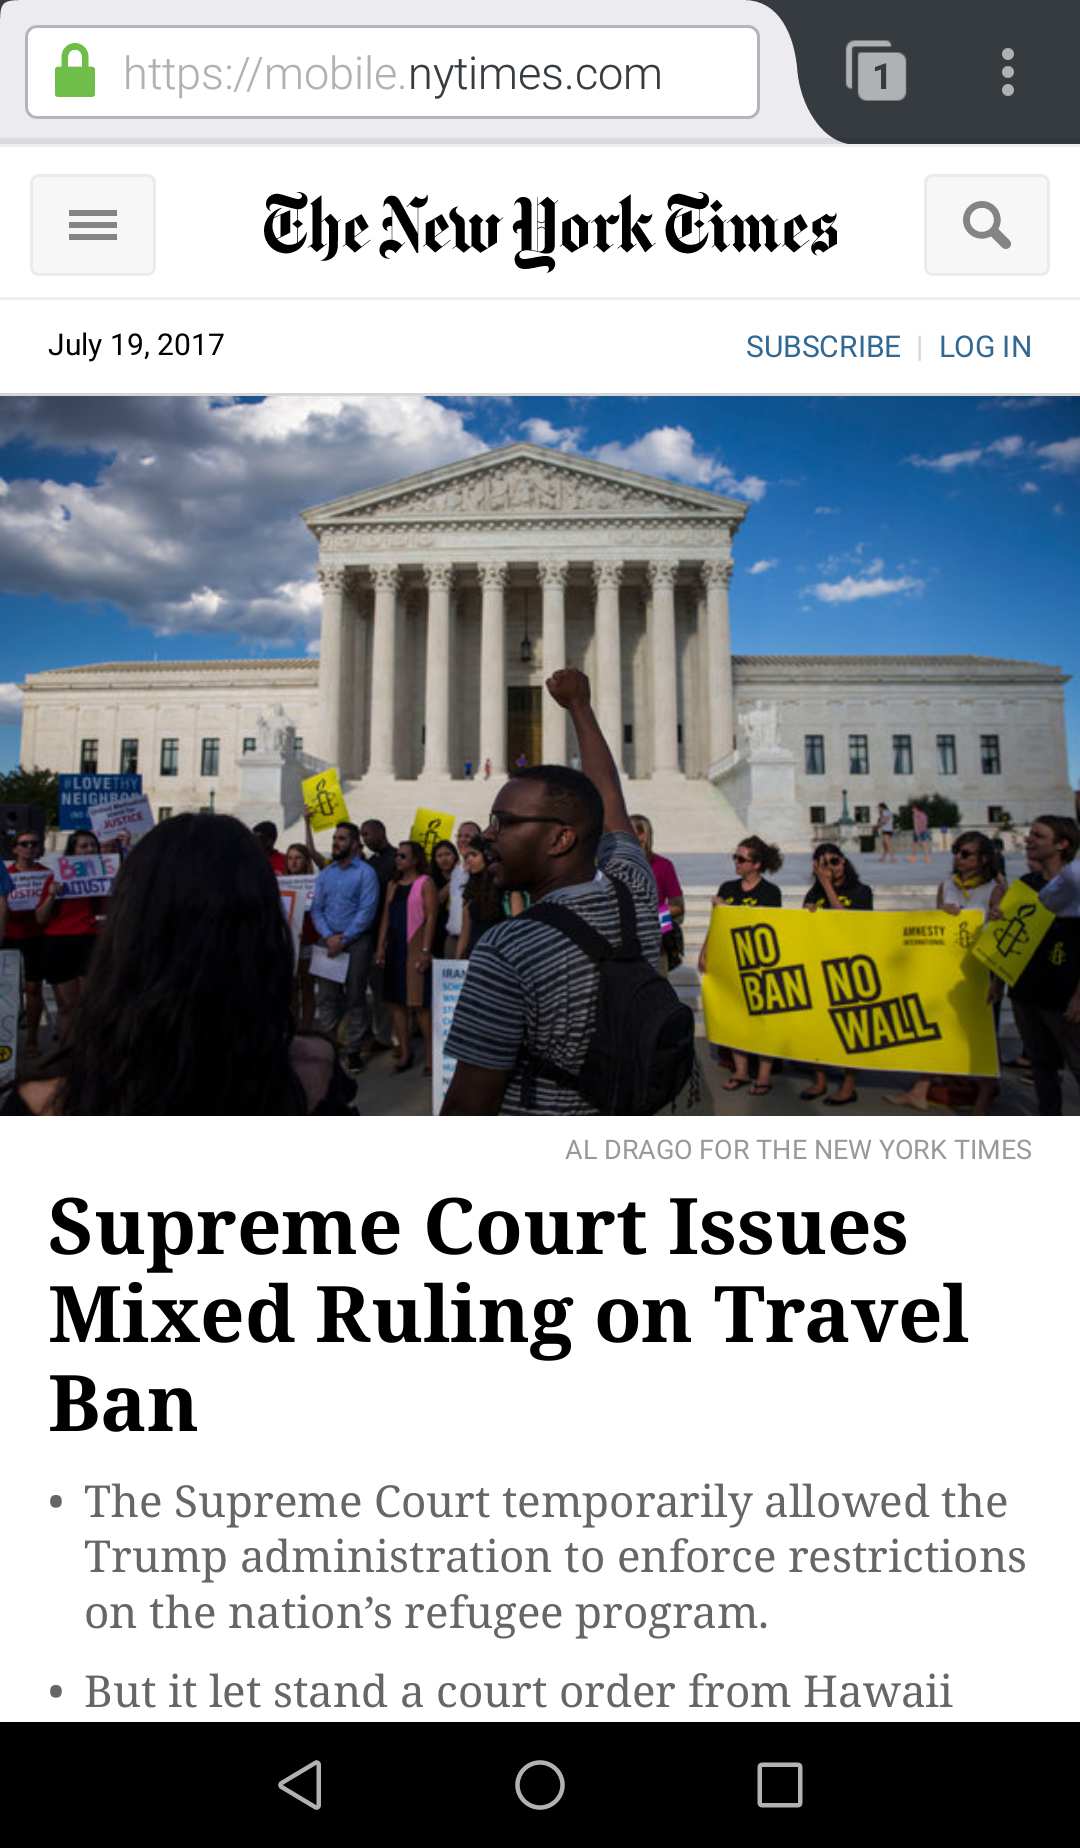 https://mobile.nytimes.com
1
The New York Times
July 19, 2017
SUBSCRIBE | LOG IN
#LOVETHY
NEIGHBOR
JUSTICE
NO
BAN NO
WALL
AMNESTY
INTERNATIONAL
IRAN
AL DRAGO FOR THE NEW YORK TIMES
Supreme Court Issues
Mixed Ruling on Travel
Ban
• The Supreme Court temporarily allowed the
Trump administration to enforce restrictions
on the nation’s refugee program.
• But it let stand a court order from Hawaii